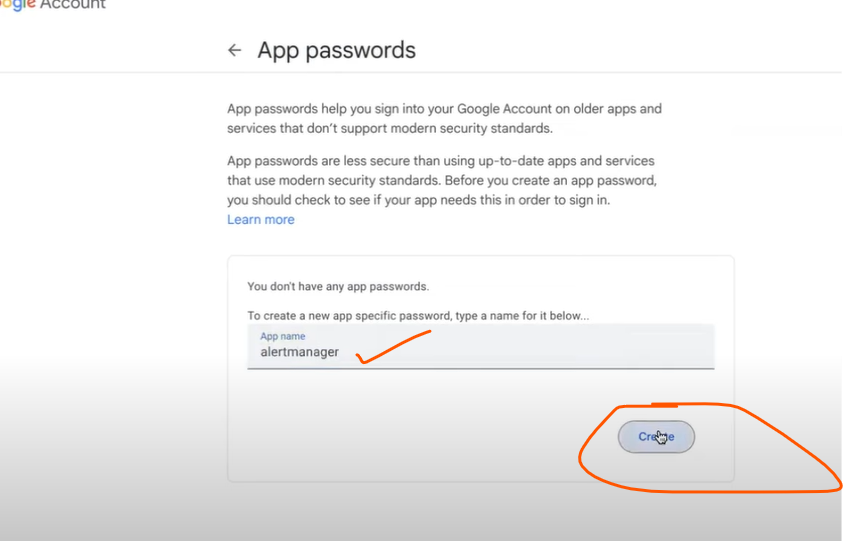 ogle Account
← App passwords
App passwords help you sign into your Google Account on older apps and
services that don't support modern security standards.
App passwords are less secure than using up-to-date apps and services
that use modern security standards. Before you create an app password,
you should check to see if your app needs this in order to sign in.
Learn more
You don't have any app passwords.
To create a new app specific password, type a name for it below...
App name
alertmanager
Create